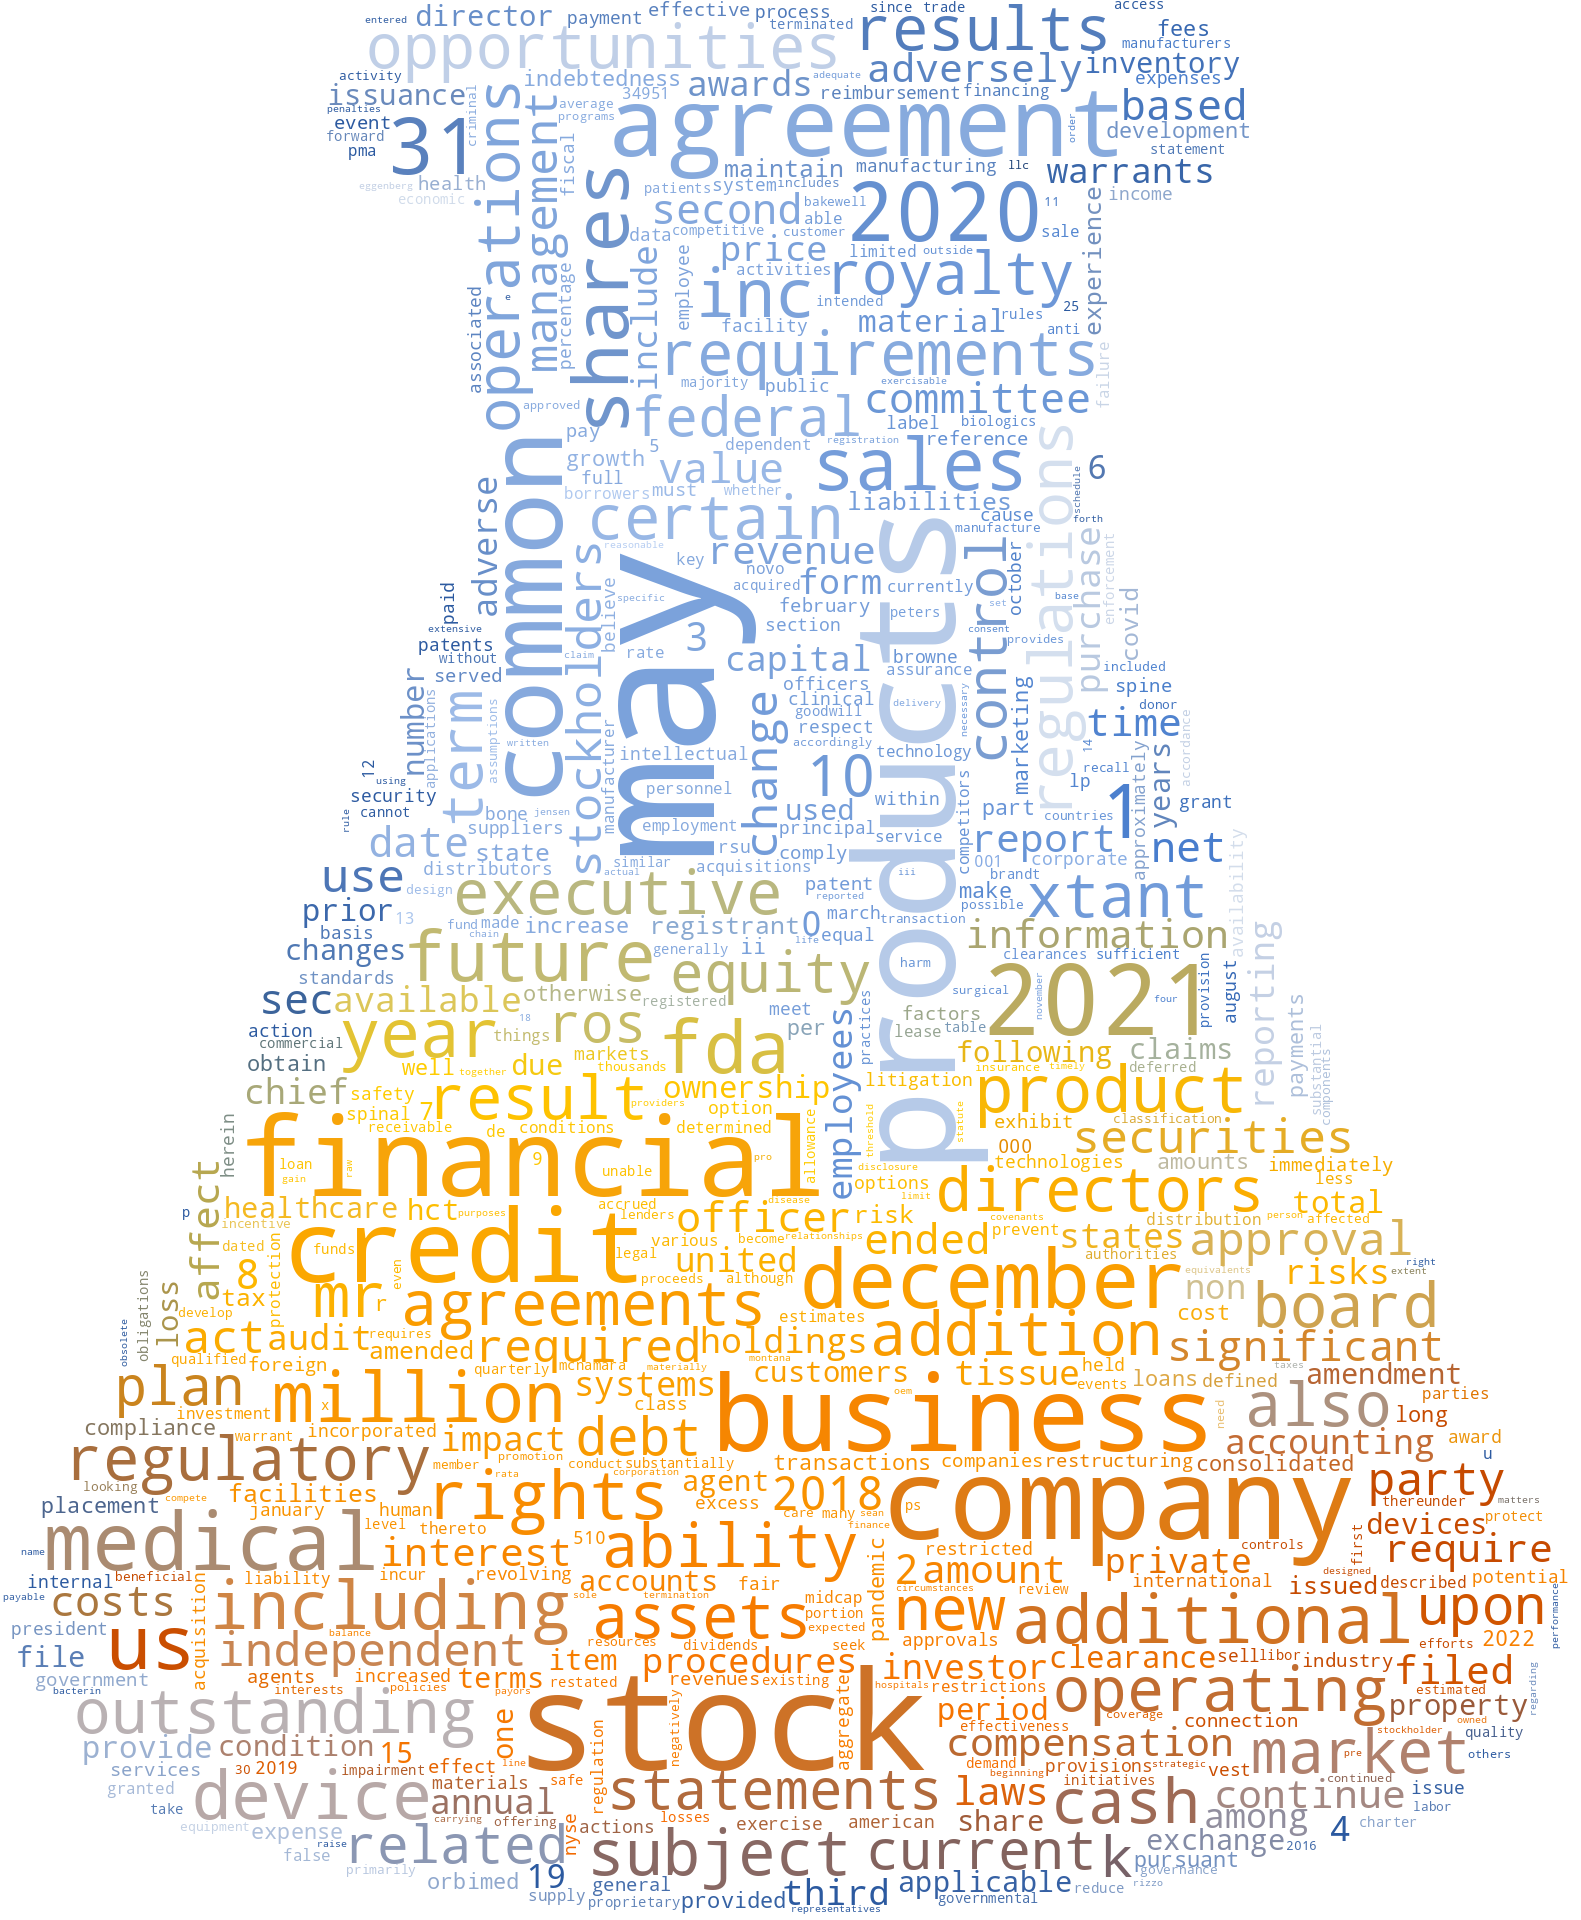 entered director payment effective process since trade access
opportunities terminated results fees
manufacturers
activity indebtedness awards adequate adversely inventory
expenses
issuance 34951 reimbursement financing based
penalties average programs agreement order development
event forward 31 criminal statement
pma maintain manufacturing llc warrants
eggenberg health economic operations management fiscal shares patients system includes 2020 11 income
second bakewell able sale experience
data competitive customer
price limited outside
include employee activities royalty
percentage inc intended 25
associated e facility material rules anti
requirements failure
majority public exercisable
approved federal committee
pay 5 dependent label biologics
registration reference regulations
growth full value sales 6
borrowers must whether liabilities schedule
common certain products cause forth
adverse manufacture
reasonable revenue control purchase enforcement
stockholders key novo october
paid may acquired form currently set base
believe specific february peters covid
extensive 3 section consent provides
patents claim rate capital browne
without officers assurance included
served clinical spine
number applications term assumptions goodwill delivery necessary marketing donor
manufacturer change respect time accordance
written intellectual accordingly technology 14
12 using 10 recall
security personnel within competitors lp years
cannot bone jensen used part grant
rule suppliers employment principal service countries 1 approximately
date state rsu comply report net
distributors similar acquisitions 001 corporate availability
use design executive actual iii brandt
patent reported make xtant
prior 13 fund made increase registrant 0 march transaction possible
basis chain life equal information reporting
changes future generally ii clearances sufficient
standards equity harm
sec available otherwise registered surgical 2021 november four provision august payments
18 meet practices factors
action year things ros per employees lease table
commercial fda substantial components
obtain well together due markets thousands following claims
deferred
chief safety result ownership litigation insurance timely product
spinal 7 providers option
receivable de conditions determined allowance threshold statute exhibit classification
herein financial 000 securities
loan gain raw 9 unable pro disclosure technologies amounts immediately
affect options less
p healthcare hct purposes accrued disease limit directors total
incentive lenders officer risk covenants distribution person affected
credit various become relationships prevent states
dated funds legal united ended authorities approval right
8 protection even proceeds although december equivalents risks extent
obligations loss tax mr r non
develop agreements estimates cost board
obsolete act audit requires holdings addition
amended required significant
qualified foreign quarterly mcnamara materially montana held taxes
plan million systems customers tissue events loans defined amendment
class oem parties
investment x business need also long
compliance warrant incorporated impact debt accounting award
regulatory member promotion conduct substantially transactions companies restructuring consolidated u
looking rata corporation agent party
compete facilities rights 2018 company thereunder matters
placement january human excess care many sean ps protect
medical level thereto 510 finance devices
name interest ability pandemic restricted controls first require
internal beneficial liability incur revolving accounts fair 2 amount private designed
international issued described potential
payable costs sole termination midcap circumstances review
including assets portion new additional upon performance
president us acquisition balance resources dividends expected approvals efforts 2022
file independent item procedures seek clearance sell libor industry
government agents increased terms restated revenues existing investor filed
bacterin interests policies payors hospitals restrictions operating estimated regarding
outstanding stock negatively aggregate period coverage property owned
one regulation effectiveness connection stockholder quality
provide condition 15 compensation market
services 30 2019 impairment effect line demand provisions strategic pre others
granted device materials safe beginning initiatives vest continued
annual statements laws cash continue issue
take carrying offering losses share among labor
equipment expense nyse actions exercise american 4 charter
raise related subject current k exchange 2016
false pursuant
primarily orbimed 19 general third applicable governance
supply proprietary provided reduce rizzo
representatives governmental